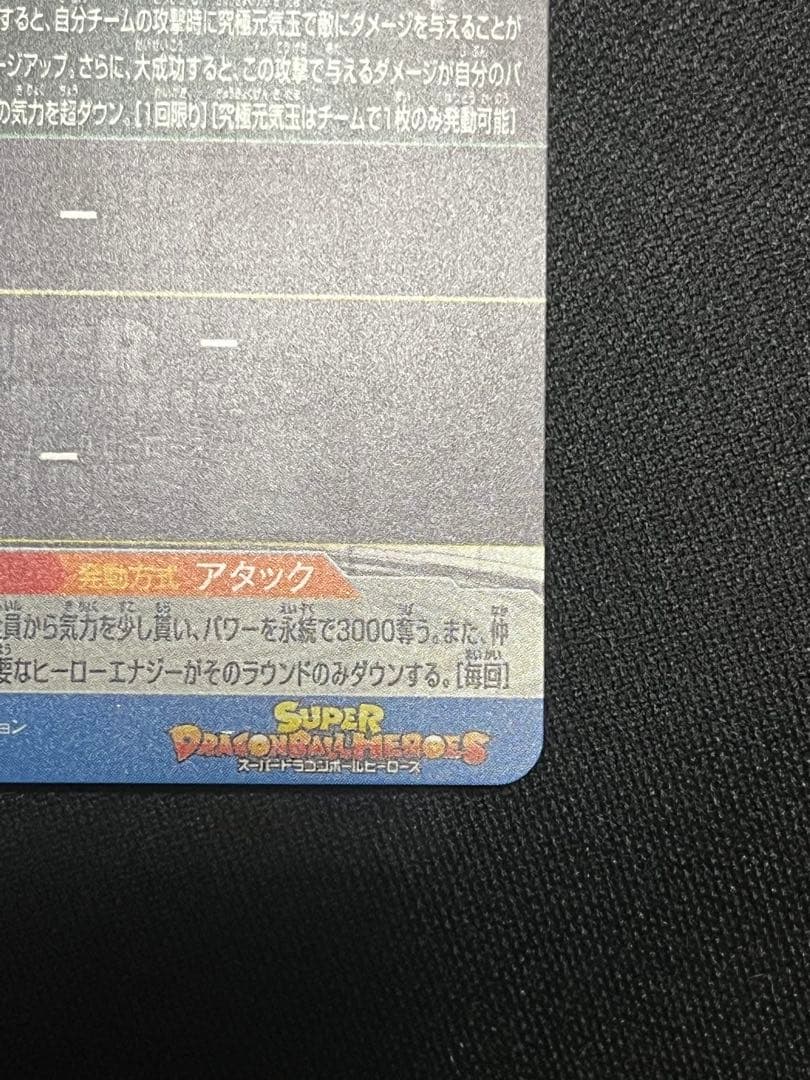 すると、自分チームの攻撃時に究極元気玉で敵にダメージを与えることが
ージアップ。さらに、大成功すると、この攻撃で与えるダメージが自分のパ
の気力を超ダウン。[1回限り][究極元気玉はチームで1枚のみ発動可能]
ー
ー
ー
発動方式 アタック
員から気力を少し貰い、パワーを永続で3000奪う。また、仲
要なヒーローエナジーがそのラウンドのみダウンする。[毎回]
ョン
SUPER
DRAGONBALL HEROES
スーパードラゴンボールヒーローズ